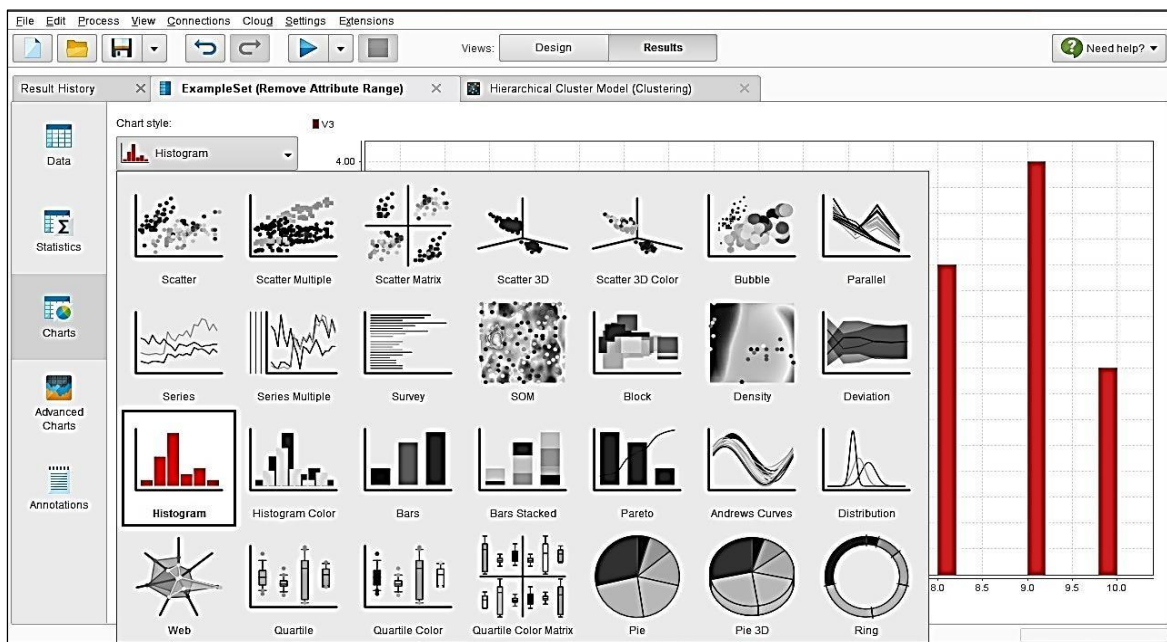 File Edit Process View Connections Cloud Settings Extensions
Views: Design Results Need help?
Result History ExampleSet (Remove Attribute Range) Hierarchical Cluster Model (Clustering)
Data
Statistics
Charts
Advanced
Charts
Annotations
Chart style:
Histogram
V3
4.00
Scatter Scatter Multiple Scatter Matrix Scatter 3D Scatter 3D Color Bubble Parallel
Series Series Multiple Survey SOM Block Density Deviation
Histogram Histogram Color Bars Bars Stacked Pareto Andrews Curves Distribution
Web Quartile Quartile Color Quartile Color Matrix Pie Pie 3D Ring
8.0 8.5 9.0 9.5 10.0